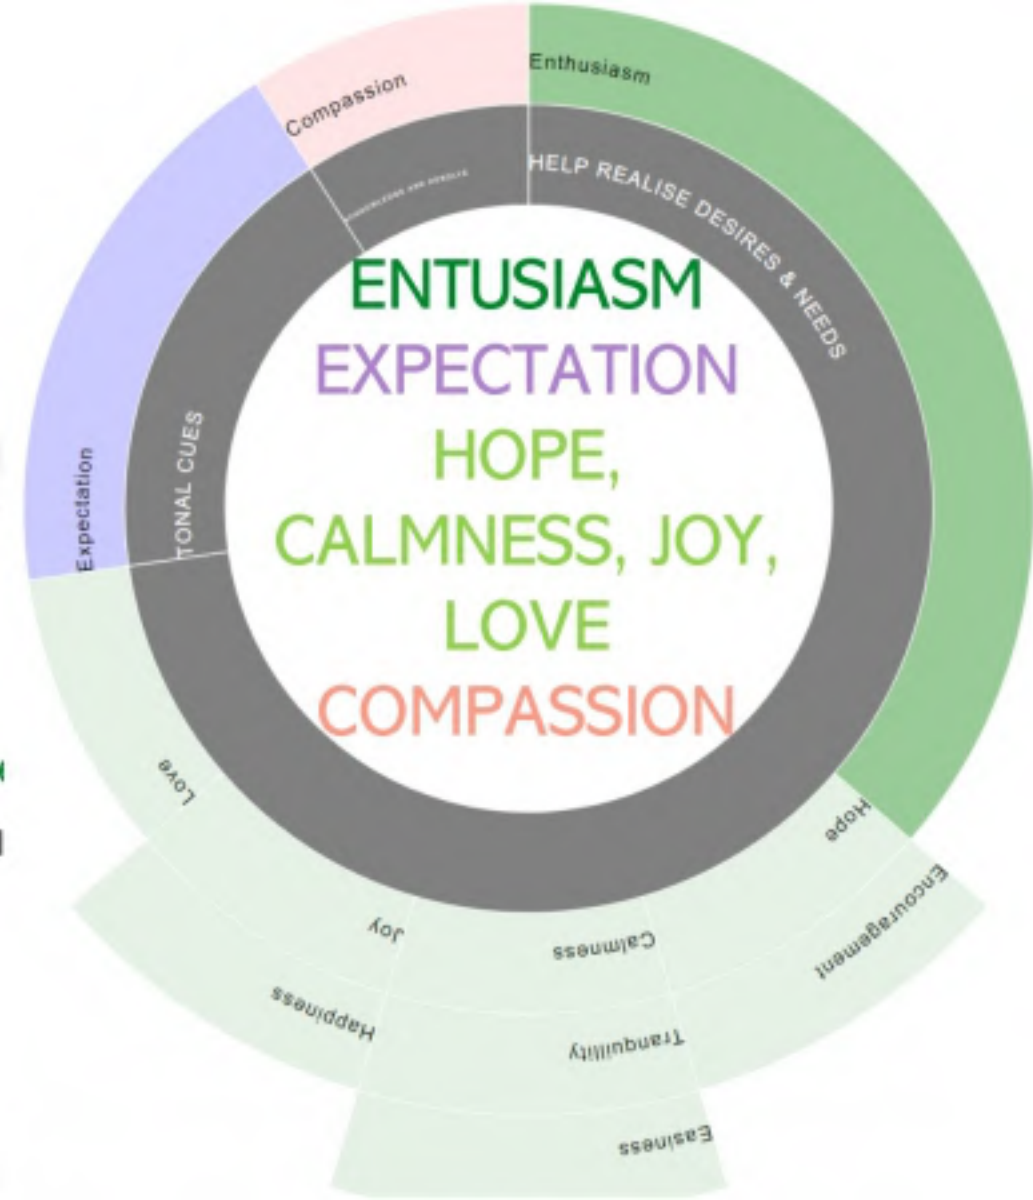 Enthusiasm
Compassion
Expectation
HELP REALISE DESIRES & NEEDS
TONAL CUES
ENTUSIASM
EXPECTATION
HOPE,
CALMNESS, JOY,
LOVE
COMPASSION
Love
Hope
Joy
Calmness
Encouragement
Happiness
Tranquillity
Easiness